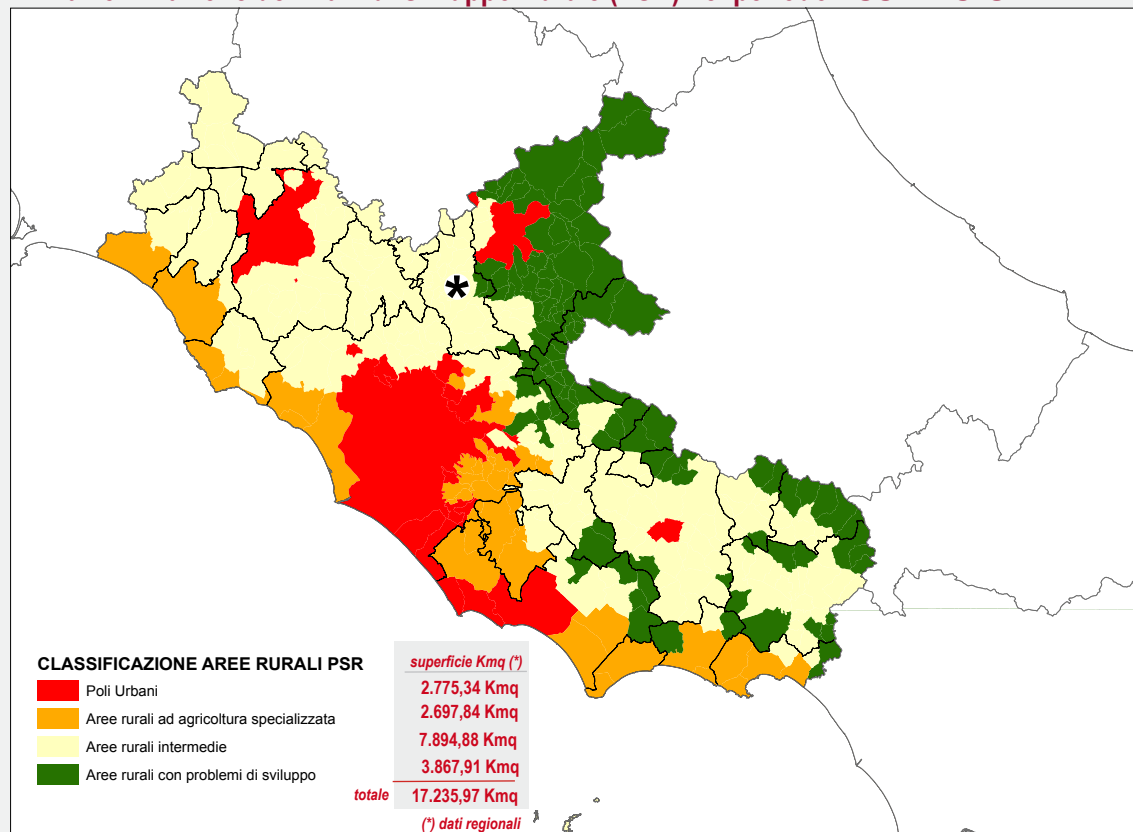 CLASSIFICAZIONE AREE RURALI PSR
superficie Kmq (*)
Poli Urbani
2.775,34 Kmq
Aree rurali ad agricoltura specializzata
2.697,84 Kmq
Aree rurali intermedie
7.894,88 Kmq
Aree rurali con problemi di sviluppo
3.867,91 Kmq
totale 17.235,97 Kmq
(*) dati regionali